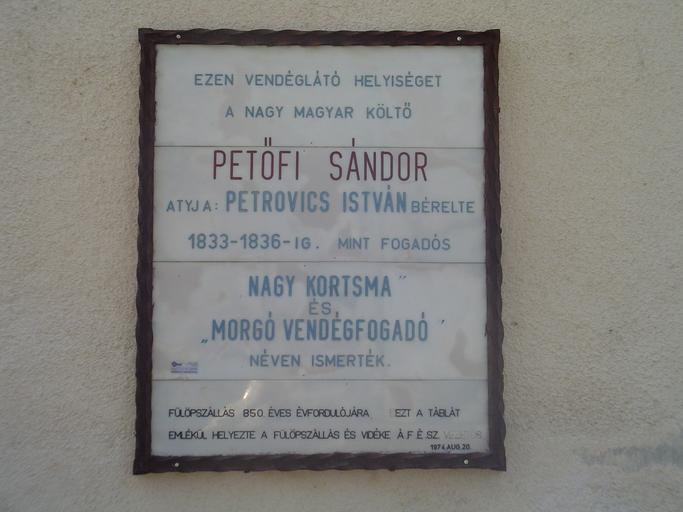 EZEN VENDÉGLÁTÓ HELYISÉGET
A NAGY MAGYAR KÖLTŐ
PETŐFI SÁNDOR
ATYJA: PETROVICS ISTVÁN BÉRELTE
1833-1836-IG. MINT FOGADÓS
NAGY KORTSMA"
ÉS
„MORGÓ VENDÉGFOGADÓ"
NÉVEN ISMERTÉK.
FÜLÖPSZÁLLÁS 850. ÉVES ÉVFORDULÓJÁRA EZT A TÁBLÁT
EMLÉKÜL HELYEZTE A FÜLÖPSZÁLLÁS ÉS VIDÉKE Á.F.É.SZ.
1974. AUG. 20.